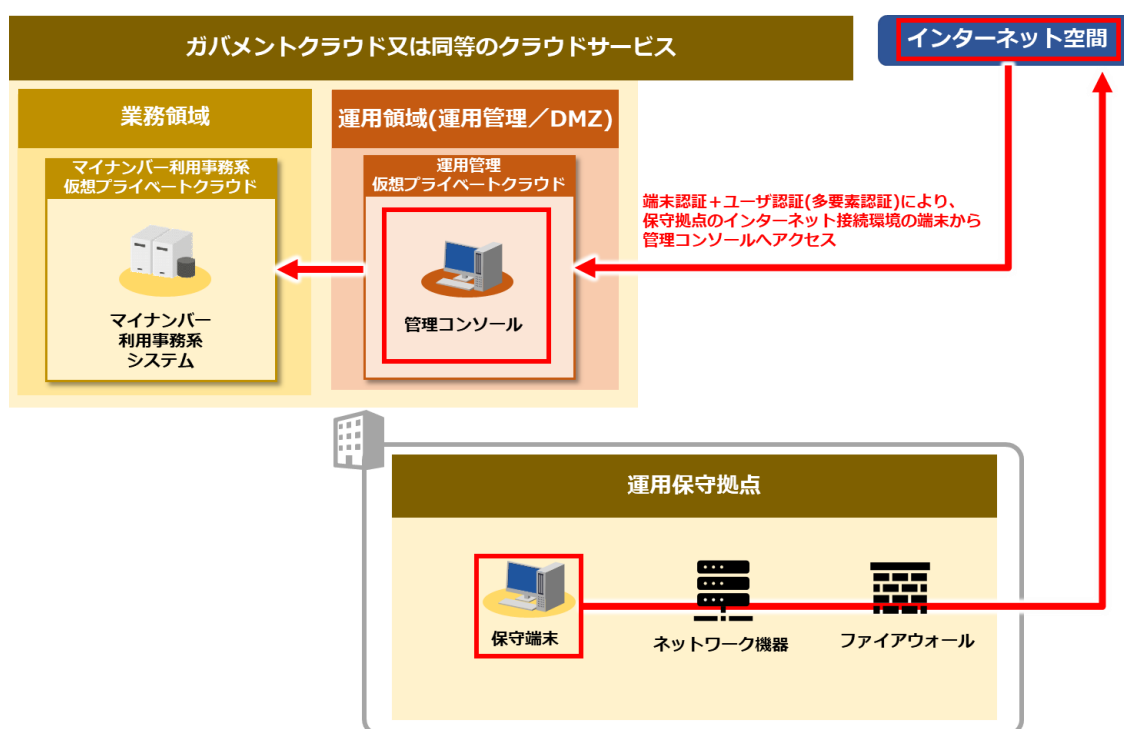 ガバメントクラウド又は同等のクラウドサービス
インターネット空間
業務領域
運用領域(運用管理／DMZ)
マイナンバー利用事務系
仮想プライベートクラウド
運用管理
仮想プライベートクラウド
端末認証＋ユーザ認証(多要素認証)により、
保守拠点のインターネット接続環境の端末から
管理コンソールへアクセス
マイナンバー
利用事務系
システム
管理コンソール
運用保守拠点
保守端末
ネットワーク機器
ファイアウォール